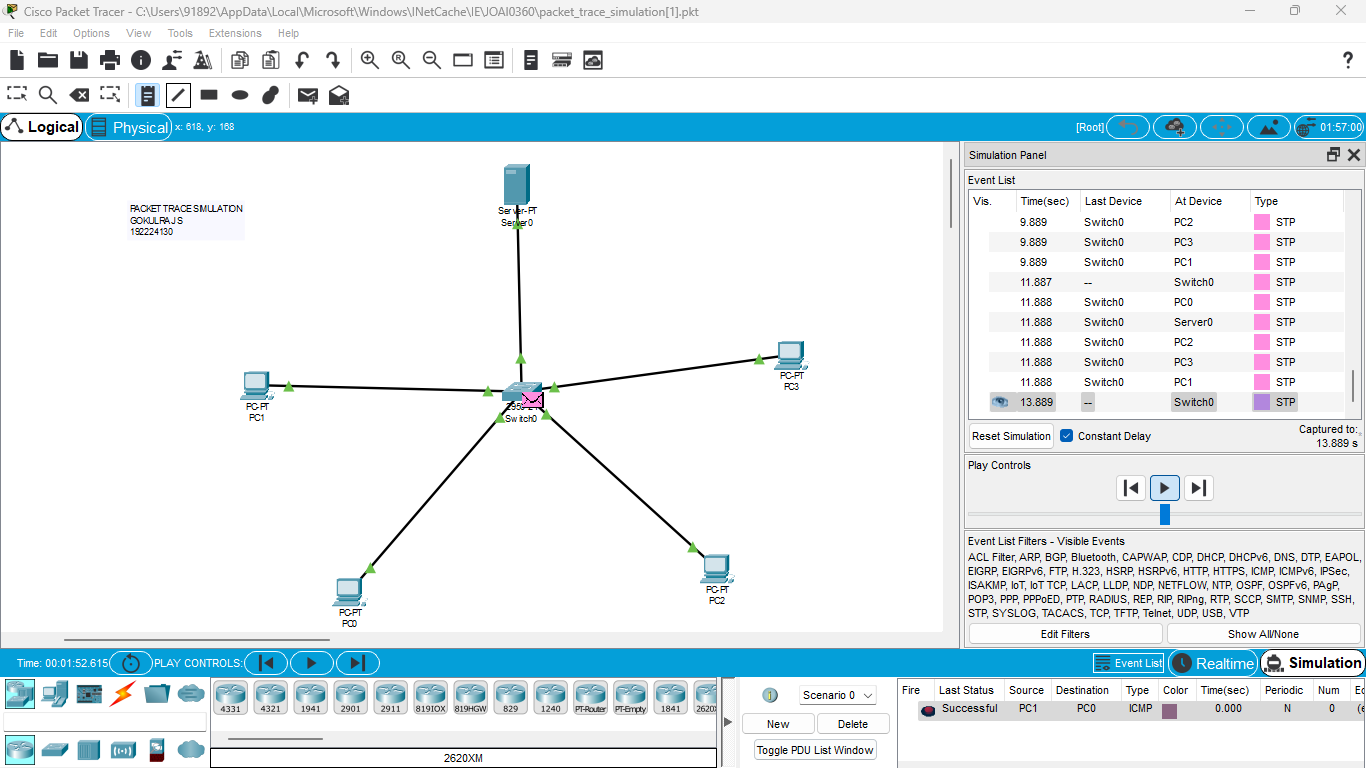 Cisco Packet Tracer - C:\Users\91892\AppData\Local\Microsoft\Windows\INetCache\IE\JOAI0360\packet_trace_simulation[1].pkt
File Edit Options View Tools Extensions Help
Logical Physical x: 618, y: 168 [Root] 01:57:00
PACKET TRACE SIMULATION
GOKULRAJ S
192224130
Server-PT
Server0
PC-PT
PC3
PC-PT
PC1
Switch0
PC-PT
PC2
PC-PT
PC0
Simulation Panel
Event List
Vis. Time(sec) Last Device At Device Type
9.889 Switch0 PC2 STP
9.889 Switch0 PC3 STP
9.889 Switch0 PC1 STP
11.887 -- Switch0 STP
11.888 Switch0 PC0 STP
11.888 Switch0 Server0 STP
11.888 Switch0 PC2 STP
11.888 Switch0 PC3 STP
11.888 Switch0 PC1 STP
13.889 -- Switch0 STP
Reset Simulation Constant Delay Captured to:
13.889 s
Play Controls
Event List Filters - Visible Events
ACL Filter, ARP, BGP, Bluetooth, CAPWAP, CDP, DHCP, DHCPv6, DNS, DTP, EAPOL,
EIGRP, EIGRPv6, FTP, H.323, HSRP, HSRPv6, HTTP, HTTPS, ICMP, ICMPv6, IPSec,
ISAKMP, IoT, IoT TCP, LACP, LLDP, NDP, NETFLOW, NTP, OSPF, OSPFv6, PAgP,
POP3, PPP, PPPoED, PTP, RADIUS, REP, RIP, RIPng, RTP, SCCP, SMTP, SNMP, SSH,
STP, SYSLOG, TACACS, TCP, TFTP, Telnet, UDP, USB, VTP
Edit Filters Show All/None
Time: 00:01:52.615 PLAY CONTROLS: Event List Realtime Simulation
4331 4321 1941 2901 2911 819IOX 819HGW 829 1240 PT-Router PT-Empty 1841 2620X
2620XM
Scenario 0
New Delete
Toggle PDU List Window
Fire Last Status Source Destination Type Color Time(sec) Periodic Num Ed
Successful PC1 PC0 ICMP 0.000 N 0 (e